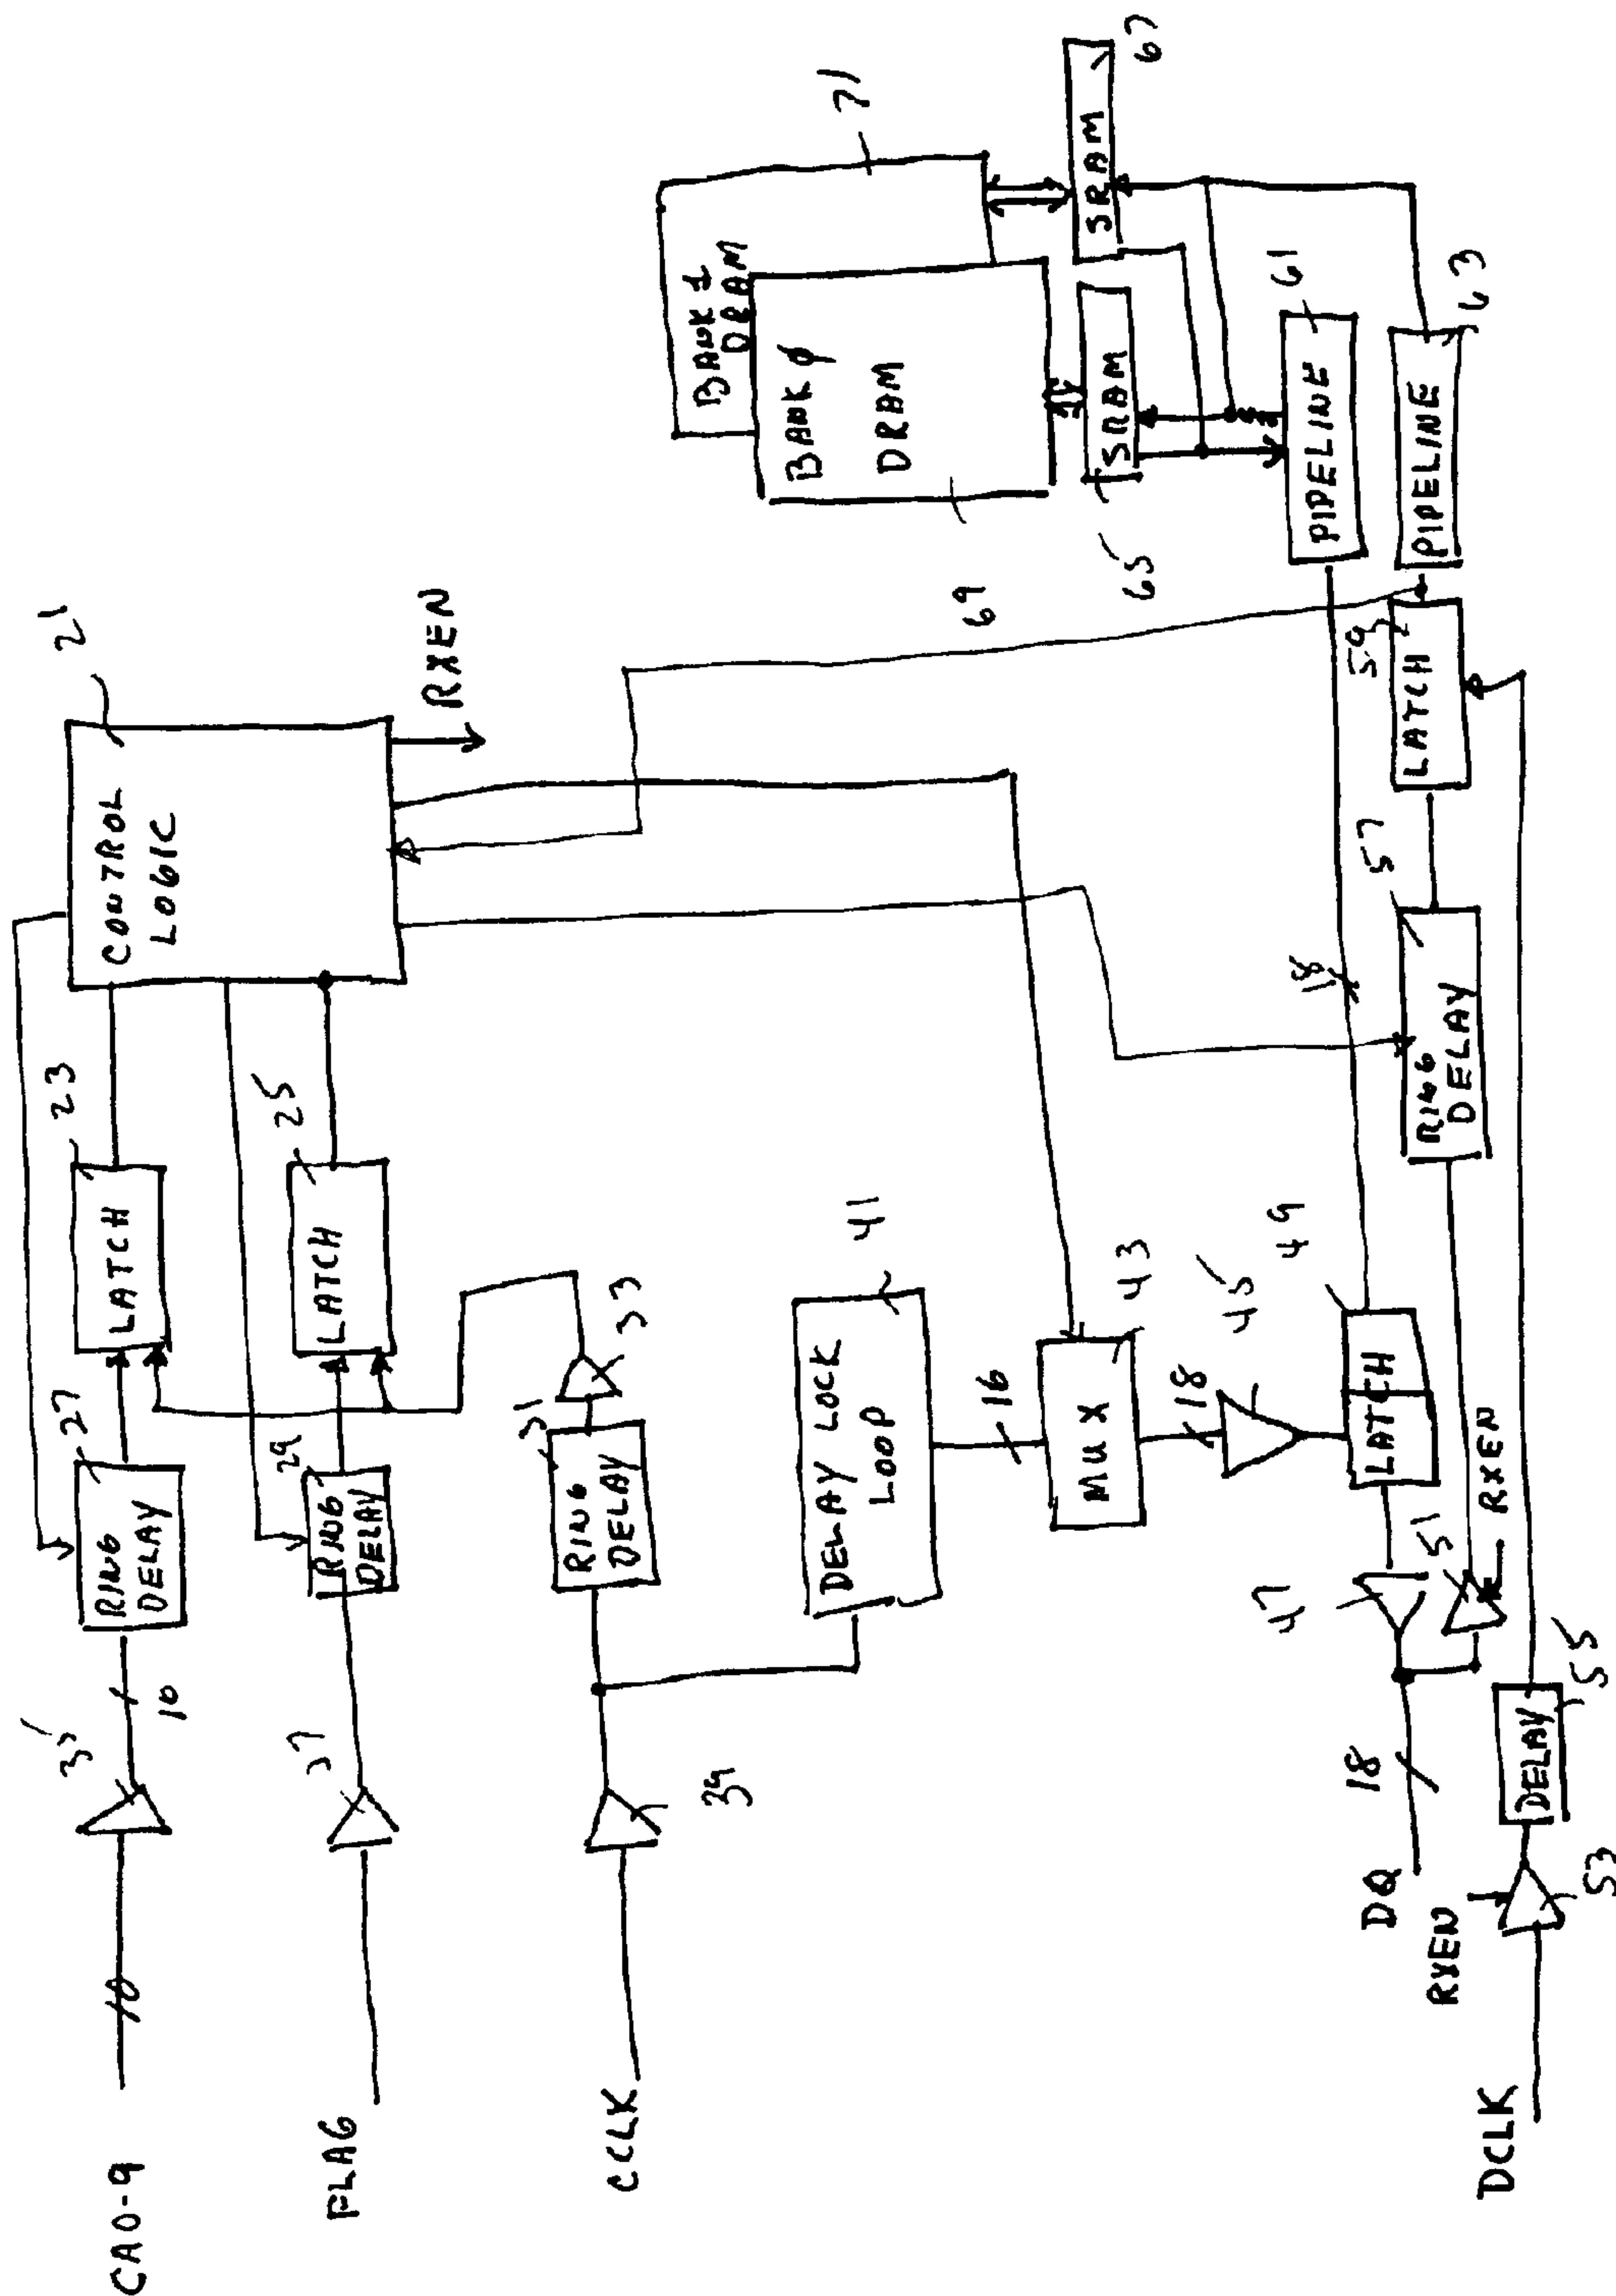 CA0-9
10
35
10
RING
DELAY
27
LATCH
23
CONTROL
LOGIC
21
RXEN
FLAG
37
RING
DELAY
29
LATCH
25
CCLK
39
RING
DELAY
31
33
DELAY LOCK
LOOP
41
16
MUX
43
18
45
LATCH
49
18
DQ
18
47
51
RXEN
RING
DELAY
57
LATCH
59
PIPELINE
61
PIPELINE
63
BANK 1
DRAM
71
BANK 0
DRAM
69
SRAM
65
SRAM
67
DCLK
RXEN
53
DELAY
55